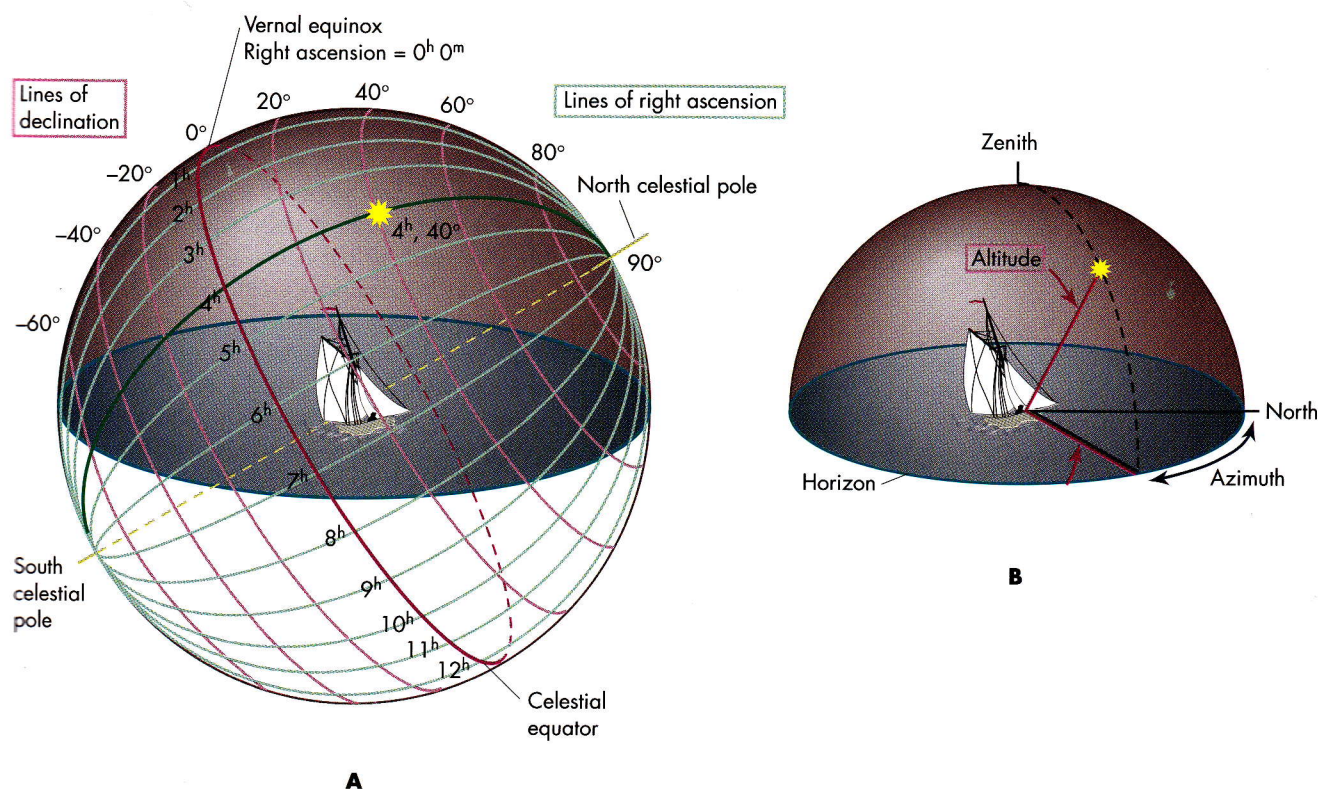 Vernal equinox
Right ascension = 0ʰ 0ᵐ
Lines of
declination
Lines of right ascension
–60°
–40°
–20°
0°
20°
40°
60°
80°
North celestial pole
90°
1ʰ
2ʰ
3ʰ
4ʰ
5ʰ
6ʰ
7ʰ
8ʰ
9ʰ
10ʰ
11ʰ
12ʰ
4ʰ, 40°
South
celestial
pole
Celestial
equator
A
Zenith
Altitude
North
Azimuth
Horizon
B